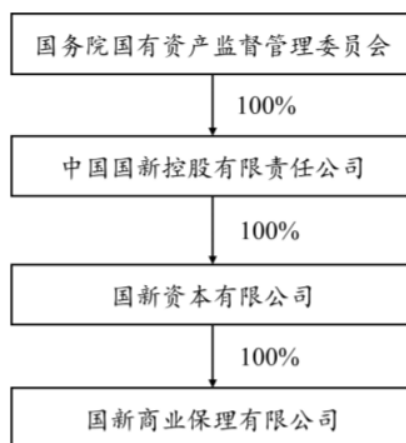 国务院国有资产监督管理委员会
100%
中国国新控股有限责任公司
100%
国新资本有限公司
100%
国新商业保理有限公司